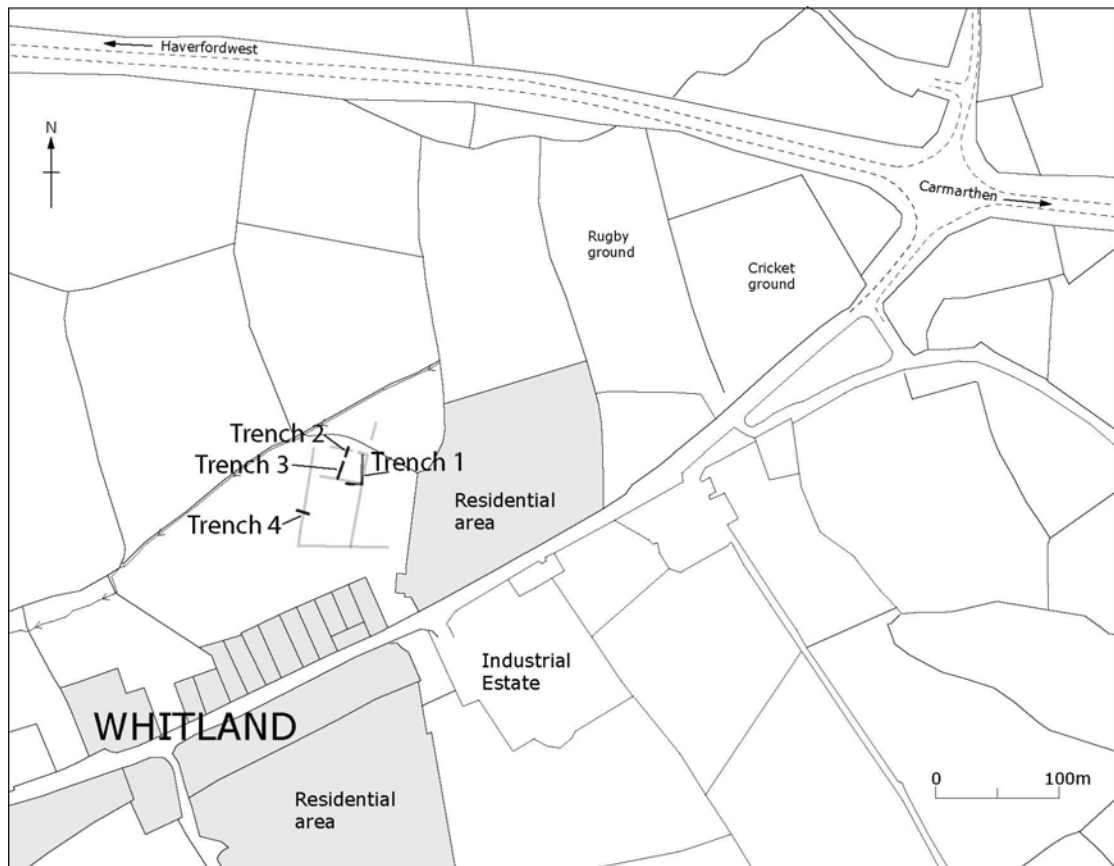 Haverfordwest
N
Carmarthen
Rugby
ground
Cricket
ground
Trench 2
Trench 3
Trench 1
Trench 4
Residential
area
Industrial
Estate
WHITLAND
0 100m
Residential
area